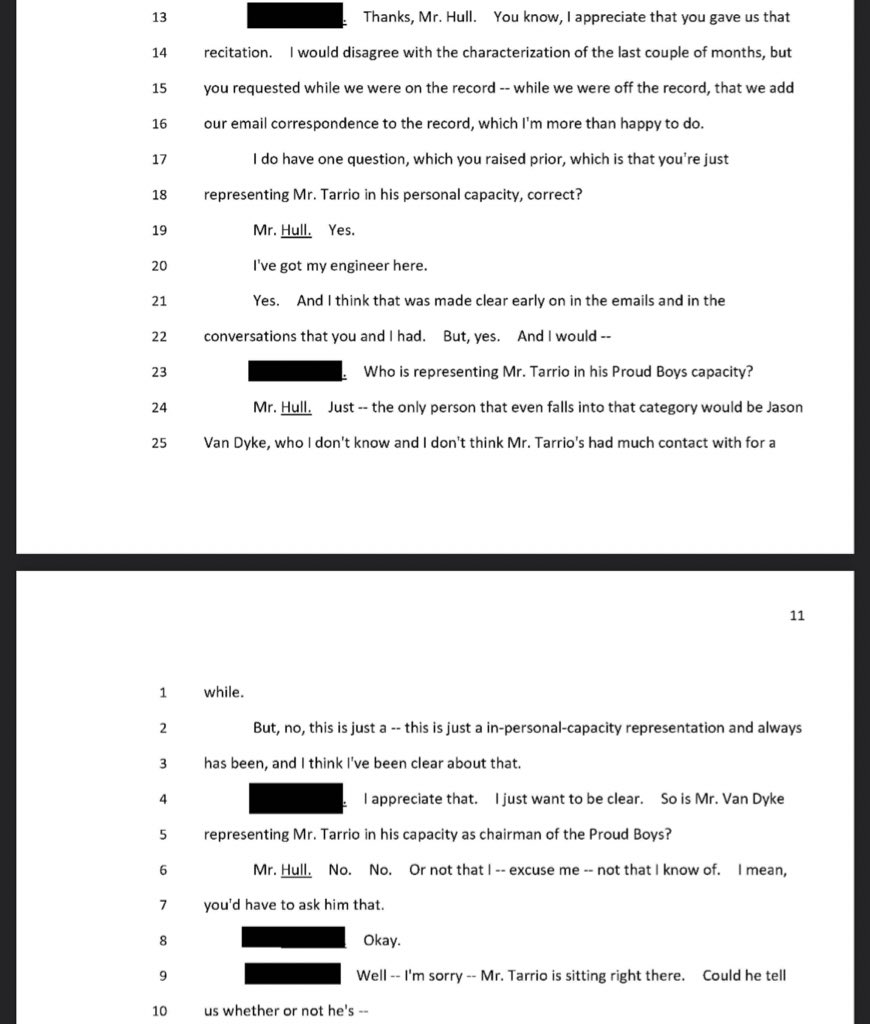 13 . Thanks, Mr. Hull. You know, I appreciate that you gave us that
14 recitation. I would disagree with the characterization of the last couple of months, but
15 you requested while we were on the record -- while we were off the record, that we add
16 our email correspondence to the record, which I'm more than happy to do.
17 I do have one question, which you raised prior, which is that you're just
18 representing Mr. Tarrio in his personal capacity, correct?
19 Mr. Hull. Yes.
20 I've got my engineer here.
21 Yes. And I think that was made clear early on in the emails and in the
22 conversations that you and I had. But, yes. And I would --
23 . Who is representing Mr. Tarrio in his Proud Boys capacity?
24 Mr. Hull. Just -- the only person that even falls into that category would be Jason
25 Van Dyke, who I don't know and I don't think Mr. Tarrio's had much contact with for a
11
1 while.
2 But, no, this is just a -- this is just a in-personal-capacity representation and always
3 has been, and I think I've been clear about that.
4 . I appreciate that. I just want to be clear. So is Mr. Van Dyke
5 representing Mr. Tarrio in his capacity as chairman of the Proud Boys?
6 Mr. Hull. No. No. Or not that I -- excuse me -- not that I know of. I mean,
7 you'd have to ask him that.
8 Okay.
9 Well -- I'm sorry -- Mr. Tarrio is sitting right there. Could he tell
10 us whether or not he's --